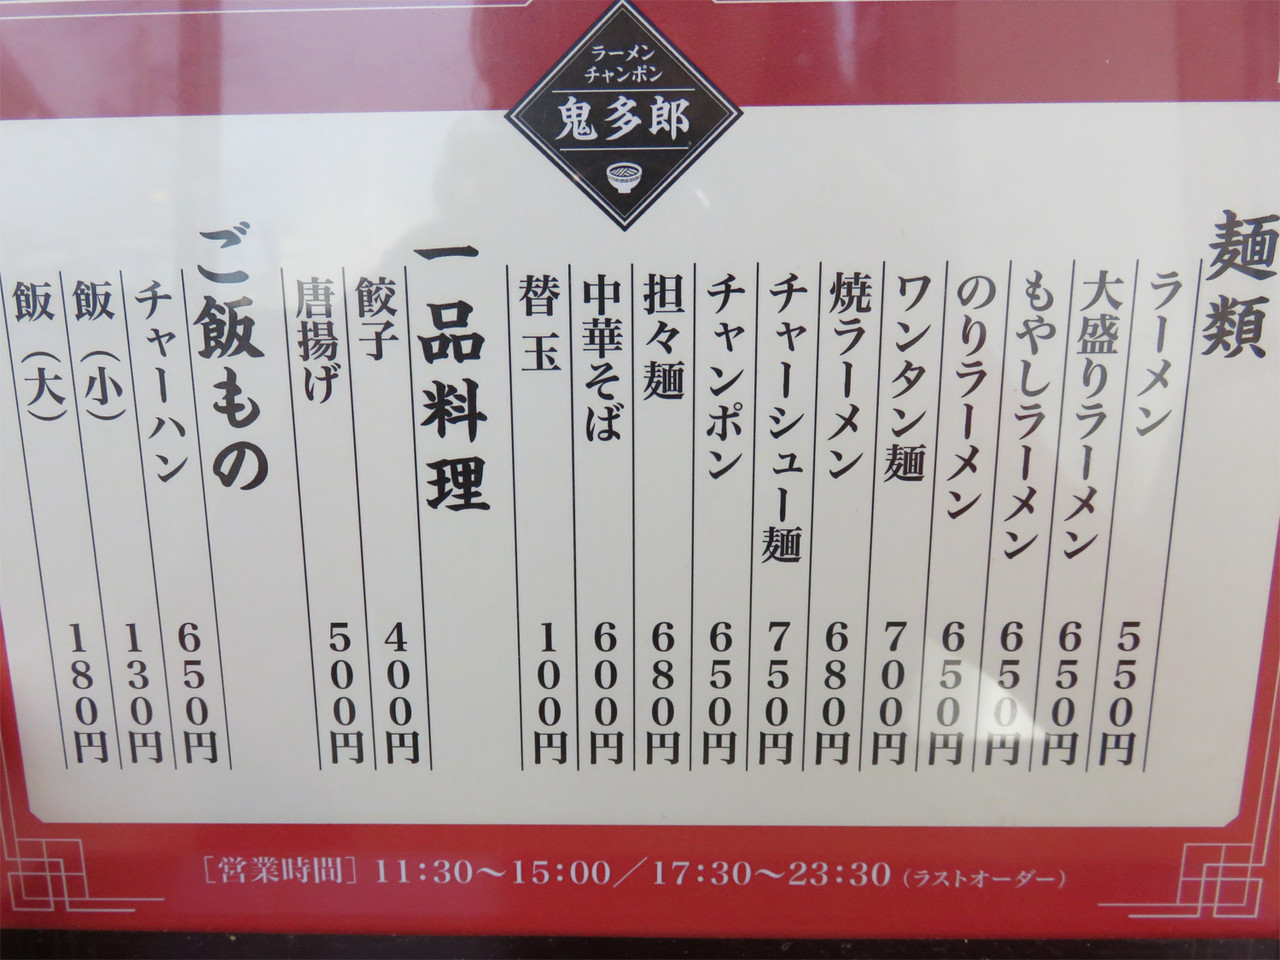 ラーメン
チャンポン
鬼多郎
麺類
ラーメン 550円
大盛りラーメン 650円
もやしラーメン 650円
のりラーメン 650円
ワンタン麺 700円
焼ラーメン 680円
チャーシュー麺 750円
チャンポン 650円
担々麺 680円
中華そば 600円
替玉 100円
一品料理
餃子 400円
唐揚げ 500円
ご飯もの
チャーハン 650円
飯(小) 130円
飯(大) 180円
[営業時間] 11:30〜15:00/17:30〜23:30(ラストオーダー)